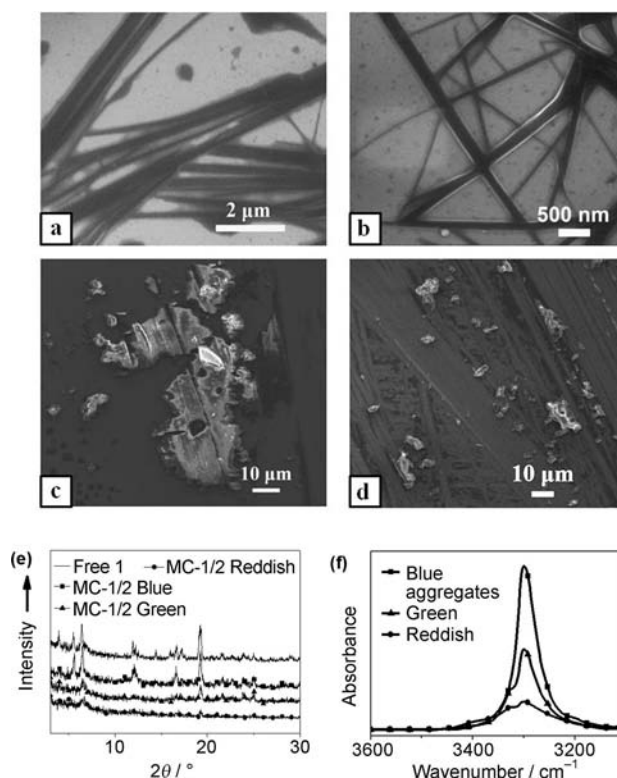 a
2 µm
b
500 nm
c
10 µm
d
10 µm
(e)
Free 1
MC-1/2 Reddish
MC-1/2 Blue
MC-1/2 Green
Intensity
10
20
30
2θ / °
(f)
Blue
aggregates
Green
Reddish
Absorbance
3600
3400
3200
Wavenumber / cm⁻¹